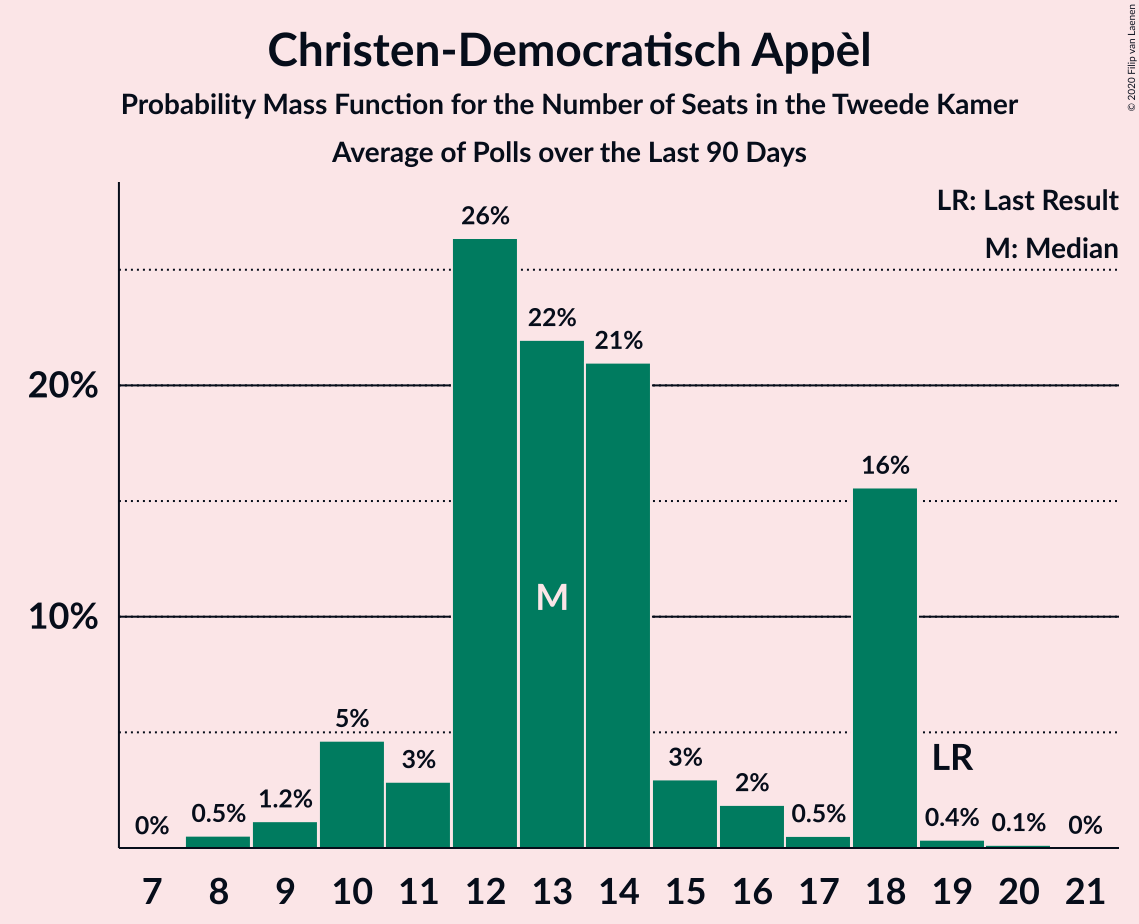 Christen-Democratisch Appèl
Probability Mass Function for the Number of Seats in the Tweede Kamer
Average of Polls over the Last 90 Days
© 2020 Filip van Laenen
LR: Last Result
M: Median
26%
22%
21%
20%
16%
M
10%
5%
3%
3%
LR
2%
1.2%
0.5%
0.5%
0.4%
0.1%
0%
0%
7 8 9 10 11 12 13 14 15 16 17 18 19 20 21